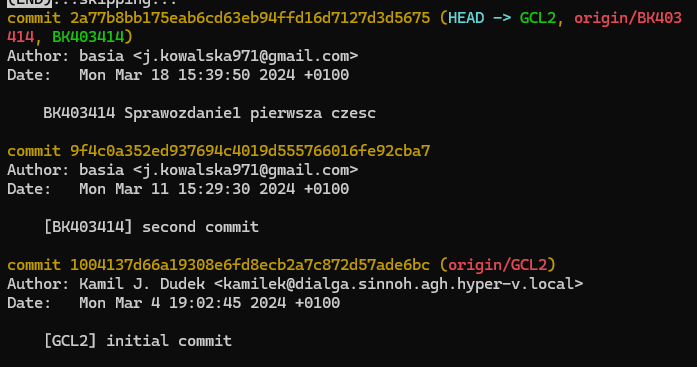 (END)...skipping...
commit 2a77b8bb175eab6cd63eb94ffd16d7127d3d5675 (HEAD -> GCL2, origin/BK403
414, BK403414)
Author: basia <j.kowalska971@gmail.com>
Date:   Mon Mar 18 15:39:50 2024 +0100
    BK403414 Sprawozdanie1 pierwsza czesc
commit 9f4c0a352ed937694c4019d555766016fe92cba7
Author: basia <j.kowalska971@gmail.com>
Date:   Mon Mar 11 15:29:30 2024 +0100
    [BK403414] second commit
commit 1004137d66a19308e6fd8ecb2a7c872d57ade6bc (origin/GCL2)
Author: Kamil J. Dudek <kamilek@dialga.sinnoh.agh.hyper-v.local>
Date:   Mon Mar 4 19:02:45 2024 +0100
    [GCL2] initial commit